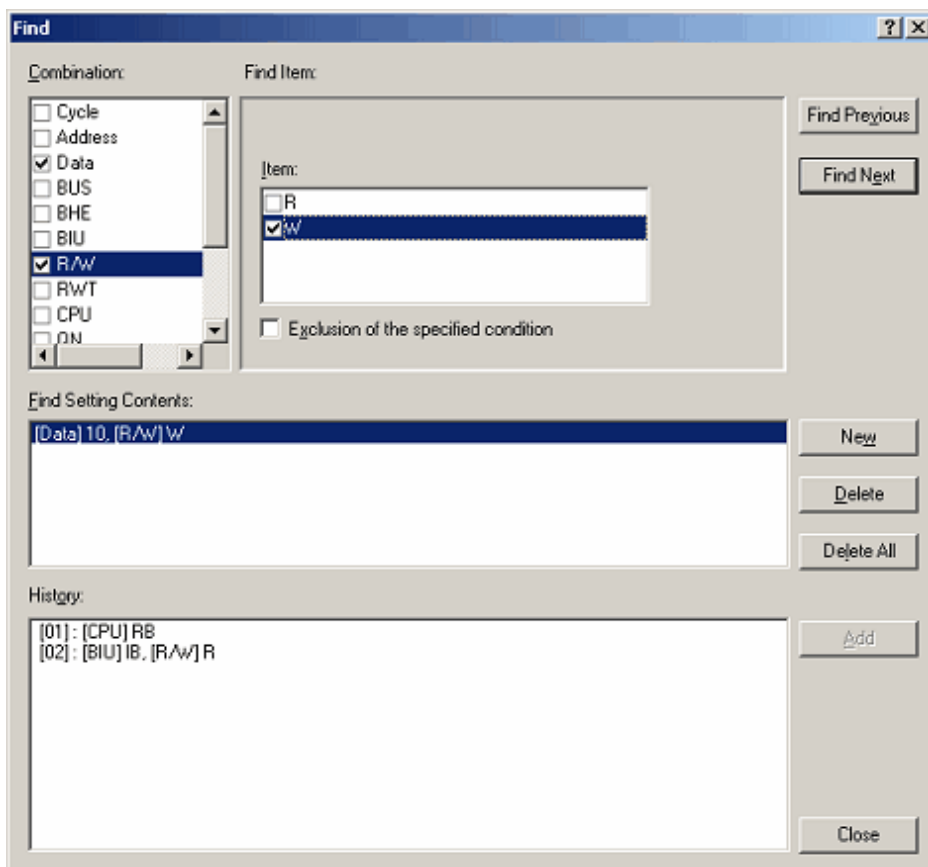 Find
Combination:
Find Item:
Cycle
Address
Data
BUS
BHE
BIU
R/W
RWT
CPU
QN
Item:
R
W
Exclusion of the specified condition
Find Previous
Find Next
Find Setting Contents:
[Data] 10, [R/W] W
New
Delete
Delete All
History:
[01] : [CPU] RB
[02] : [BIU] IB, [R/W] R
Add
Close